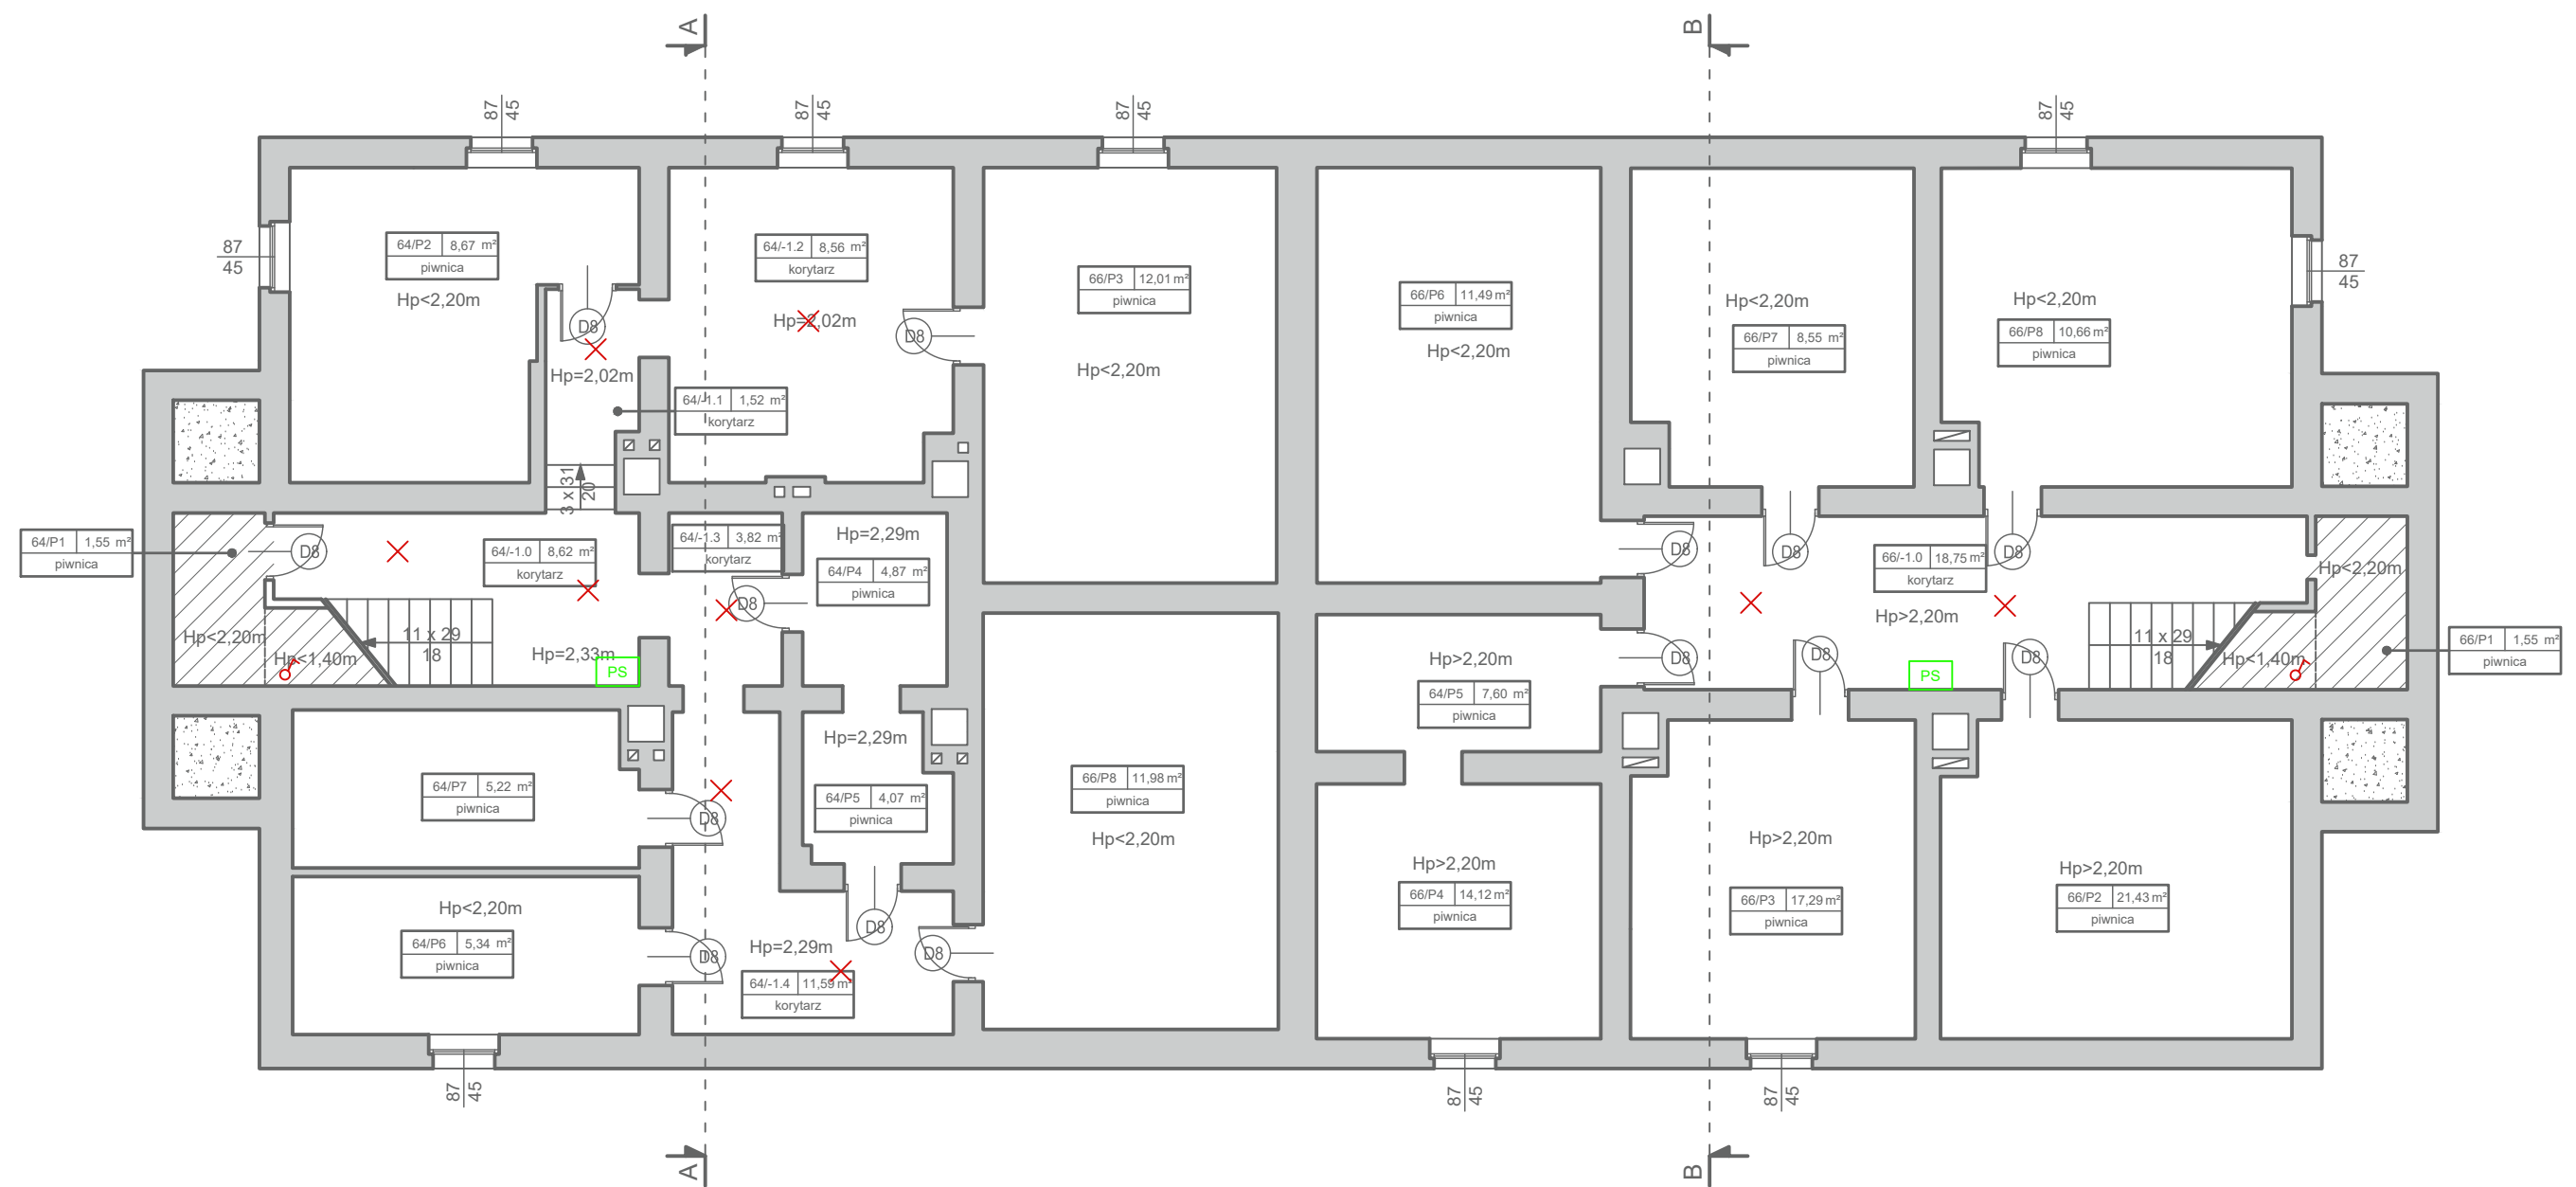 A
B
87
45
87
45
87
45
87
45
87
45
87
45
64/P2 8,67 m²
piwnica
Hp<2,20m
64/-1.2 8,56 m²
korytarz
Hp=2,02m
66/P3 12,01 m²
piwnica
Hp<2,20m
66/P6 11,49 m²
piwnica
Hp<2,20m
Hp<2,20m
66/P7 8,55 m²
piwnica
Hp<2,20m
66/P8 10,66 m²
piwnica
D8
D8
Hp=2,02m
64/-1.1 1,52 m²
korytarz
3 x 31
20
64/P1 1,55 m²
piwnica
D8
64/-1.0 8,62 m²
korytarz
64/-1.3 3,82 m²
korytarz
Hp=2,29m
64/P4 4,87 m²
piwnica
D8
D8
D8
66/-1.0 18,75 m²
korytarz
D8
Hp<2,20m
Hp>2,20m
Hp<2,20m
Hp<1,40m
11 x 29
18
Hp=2,33m
PS
Hp>2,20m
64/P5 7,60 m²
piwnica
D8
D8
PS
D8
11 x 29
18
Hp<1,40m
66/P1 1,55 m²
piwnica
Hp=2,29m
64/P7 5,22 m²
piwnica
D8
64/P5 4,07 m²
piwnica
66/P8 11,98 m²
piwnica
Hp<2,20m
Hp>2,20m
66/P4 14,12 m²
piwnica
Hp>2,20m
66/P3 17,29 m²
piwnica
Hp>2,20m
66/P2 21,43 m²
piwnica
Hp<2,20m
64/P6 5,34 m²
piwnica
D8
Hp=2,29m
D8
D8
64/-1.4 11,59 m²
korytarz
87
45
87
45
87
45
A
B